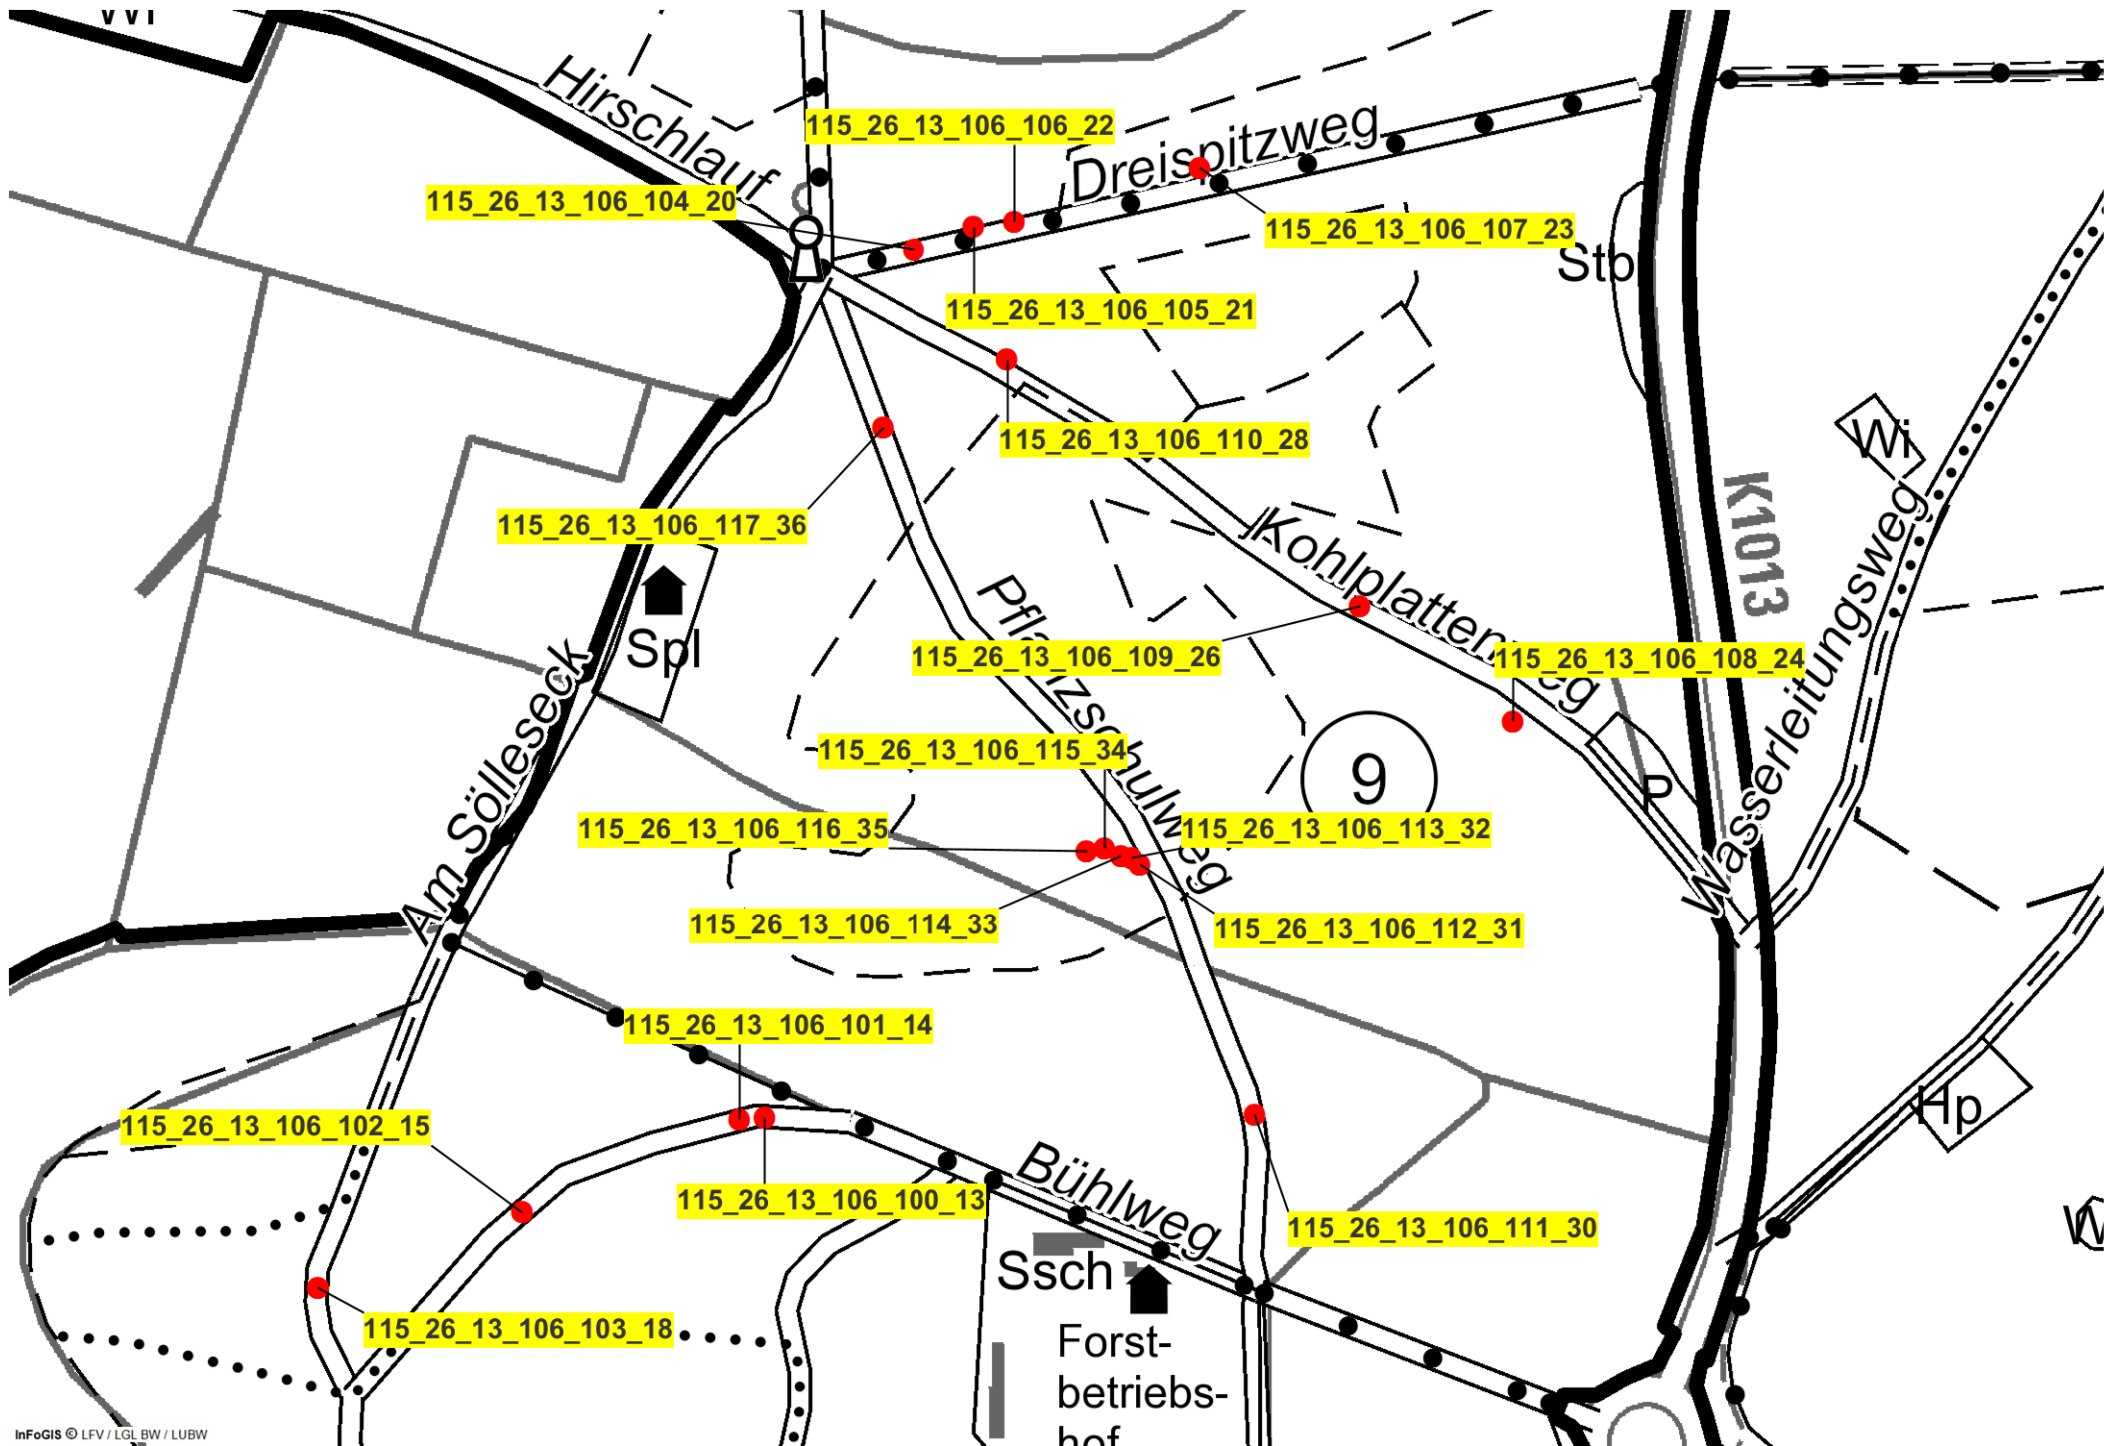 Wi
Hirschlauf
115_26_13_106_106_22
Dreispitzweg
115_26_13_106_104_20
115_26_13_106_107_23
Stb
115_26_13_106_105_21
115_26_13_106_110_28
Wi
K1013
115_26_13_106_117_36
Kohlplattenweg
Pflanzschulweg
Spl
115_26_13_106_109_26
115_26_13_106_108_24
Wasserleitungsweg
Am Sölleseck
115_26_13_106_115_34
9
P
115_26_13_106_116_35
115_26_13_106_113_32
115_26_13_106_114_33
115_26_13_106_112_31
115_26_13_106_101_14
Hp
115_26_13_106_102_15
Bühlweg
115_26_13_106_100_13
115_26_13_106_111_30
Ssch
115_26_13_106_103_18
Forst-
betriebs-
hof
InFoGIS © LFV / LGL BW / LUBW